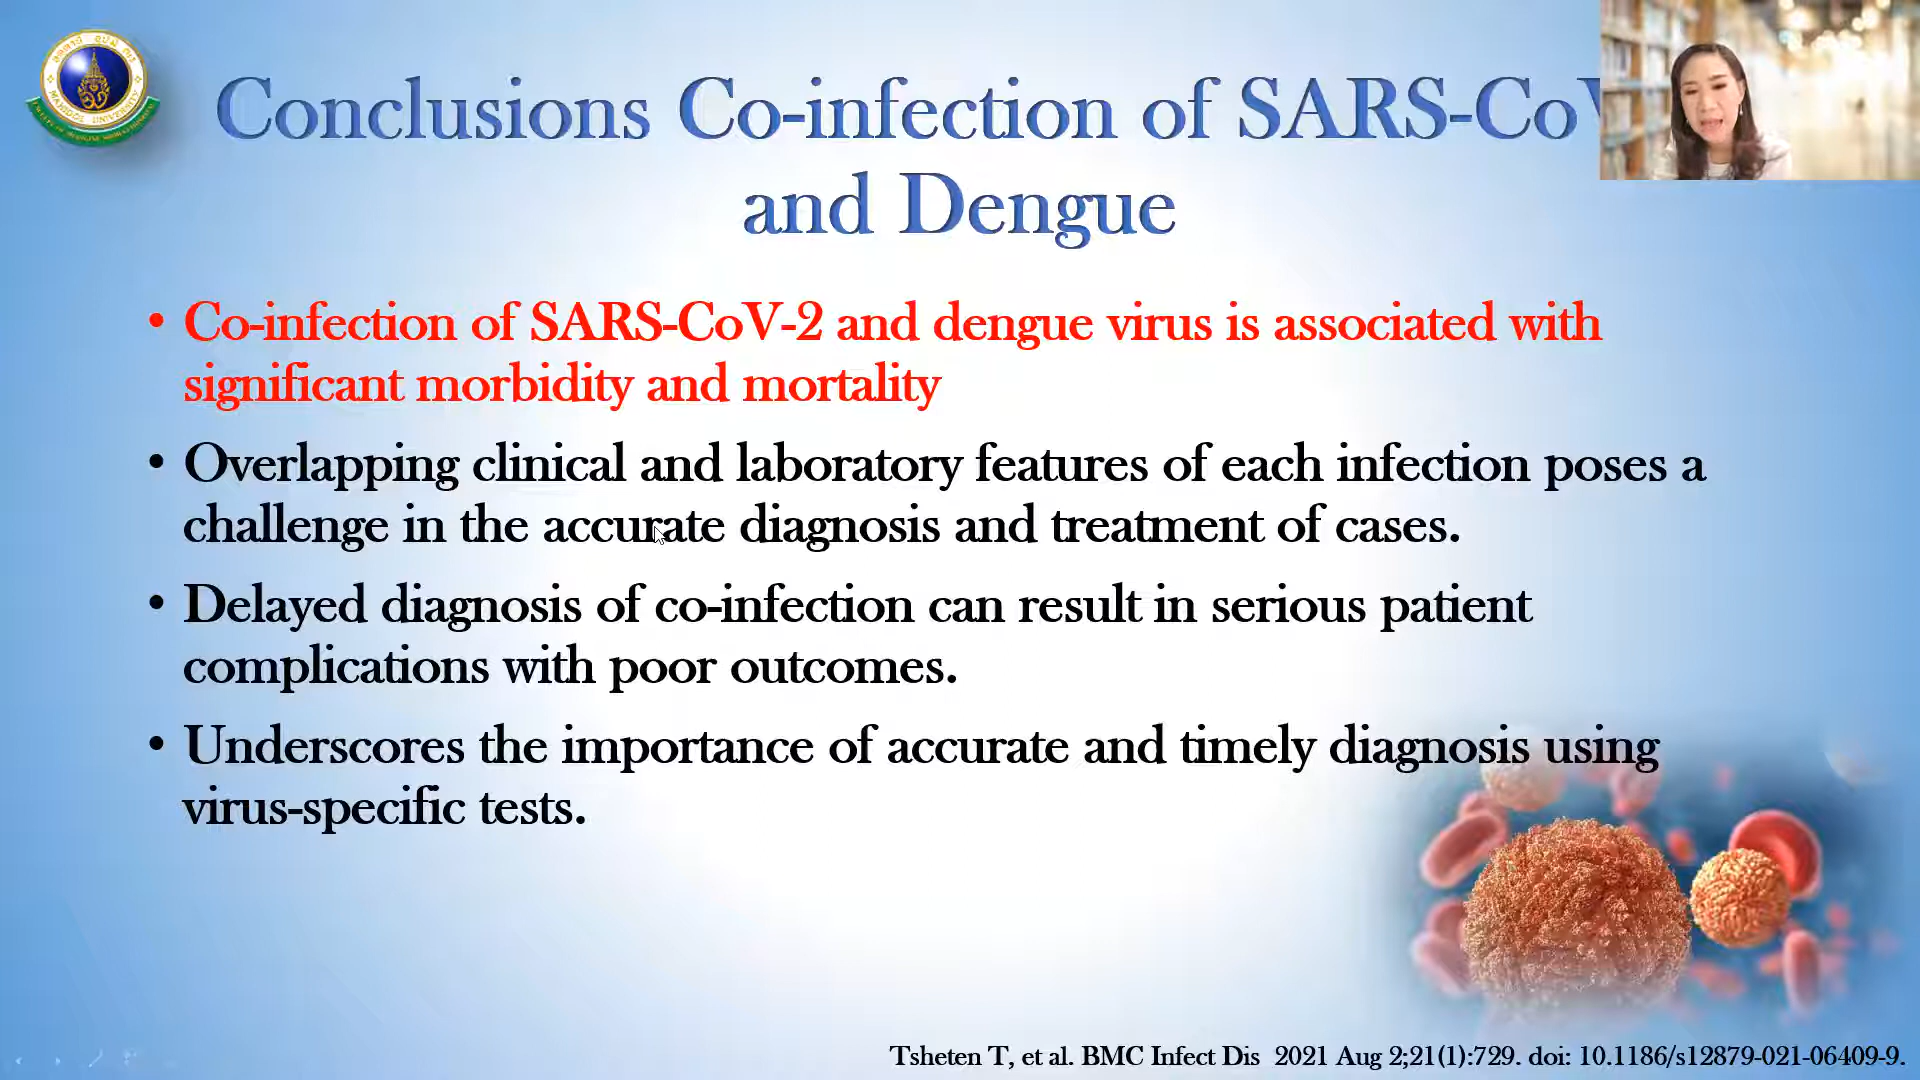 Conclusions Co-infection of SARS-CoV
and Dengue
• Co-infection of SARS-CoV-2 and dengue virus is associated with
significant morbidity and mortality
• Overlapping clinical and laboratory features of each infection poses a
challenge in the accurate diagnosis and treatment of cases.
• Delayed diagnosis of co-infection can result in serious patient
complications with poor outcomes.
• Underscores the importance of accurate and timely diagnosis using
virus-specific tests.
Tsheten T, et al. BMC Infect Dis 2021 Aug 2;21(1):729. doi: 10.1186/s12879-021-06409-9.